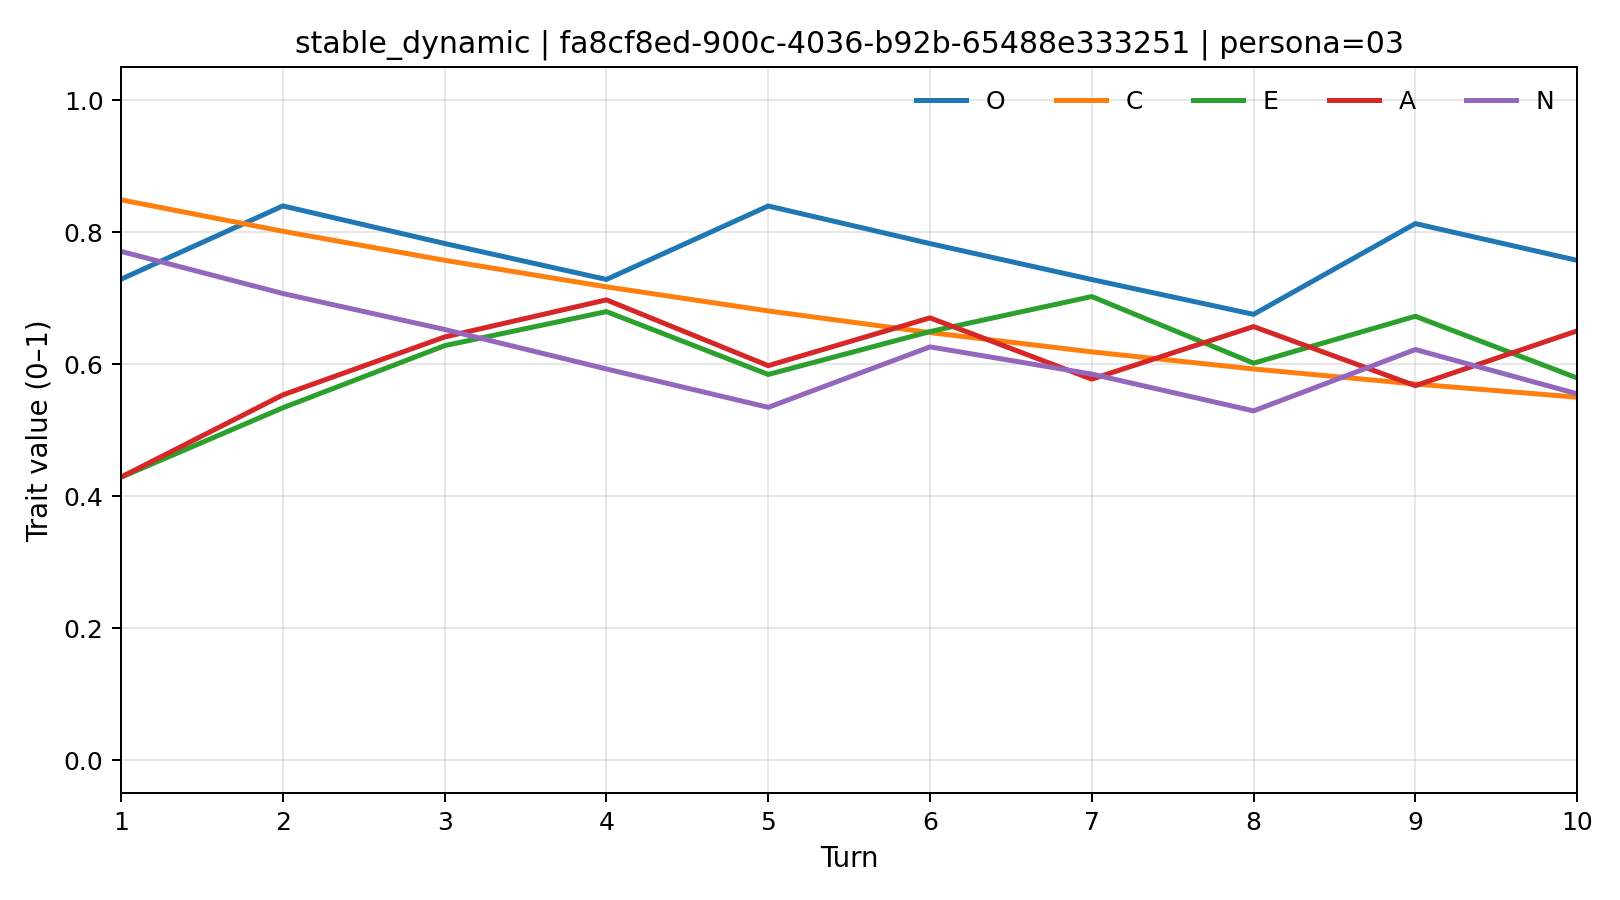 stable_dynamic | fa8cf8ed-900c-4036-b92b-65488e333251 | persona=03
O C E A N
1.0
0.8
0.6
0.4
0.2
0.0
Trait value (0–1)
1 2 3 4 5 6 7 8 9 10
Turn